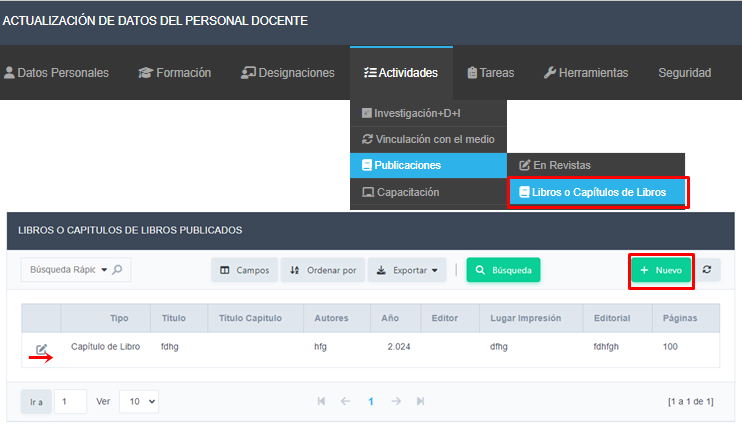 ACTUALIZACIÓN DE DATOS DEL PERSONAL DOCENTE
Datos Personales Formación Designaciones Actividades Tareas Herramientas Seguridad
Investigación+D+I
Vinculación con el medio
Publicaciones En Revistas
Capacitación Libros o Capítulos de Libros
LIBROS O CAPITULOS DE LIBROS PUBLICADOS
Búsqueda Rápic Campos Ordenar por Exportar Búsqueda + Nuevo
Tipo Titulo Titulo Capitulo Autores Año Editor Lugar Impresión Editorial Páginas
Capítulo de Libro fdhg hfg 2.024 dfhg fdhfgh 100
Ir a 1 Ver 10 1 [1 a 1 de 1]